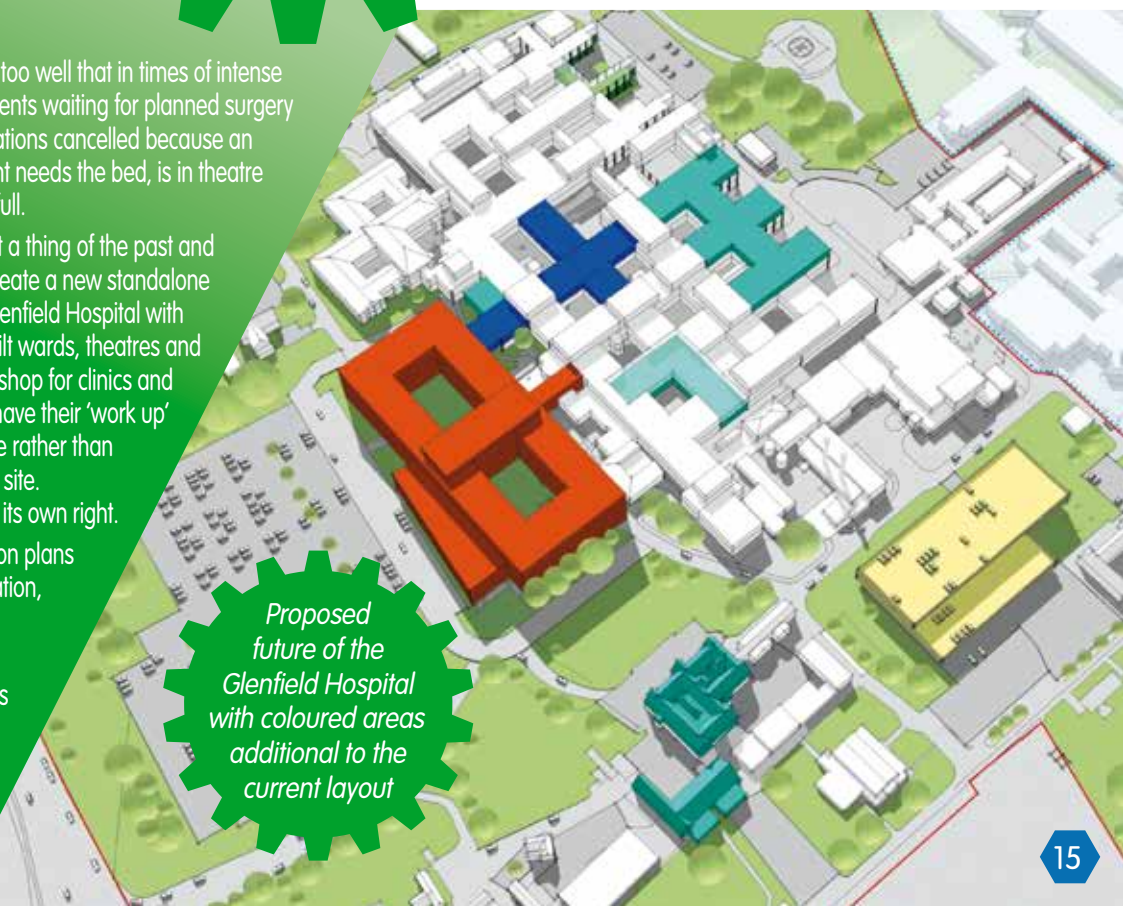 too well that in times of intense
ents waiting for planned surgery
ations cancelled because an
nt needs the bed, is in theatre
full.
t a thing of the past and
eate a new standalone
lenfield Hospital with
ilt wards, theatres and
shop for clinics and
have their ‘work up’
e rather than
site.
its own right.
on plans
ation,
s
Proposed
future of the
Glenfield Hospital
with coloured areas
additional to the
current layout
15